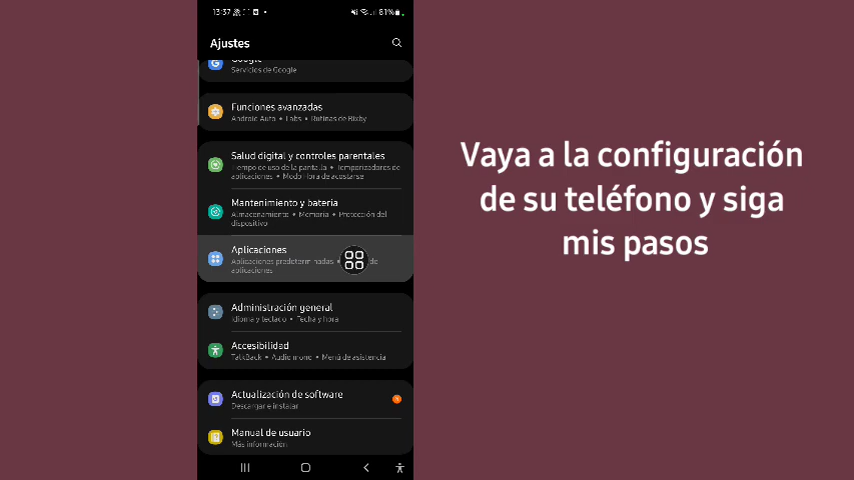 13:37
61%
Ajustes
Google
Servicios de Google
Funciones avanzadas
Android Auto • Labs • Rutinas de Bixby
Salud digital y controles parentales
Tiempo de uso de la pantalla • Temporizadores de
aplicaciones • Modo Hora de acostarse
Mantenimiento y batería
Almacenamiento • Memoria • Protección del
dispositivo
Aplicaciones
Aplicaciones predeterminadas • de
aplicaciones
Administración general
Idioma y teclado • Fecha y hora
Accesibilidad
TalkBack • Audio mono • Menú de asistencia
Actualización de software
Descargar e instalar
Manual de usuario
Más información
Vaya a la configuración
de su teléfono y siga
mis pasos